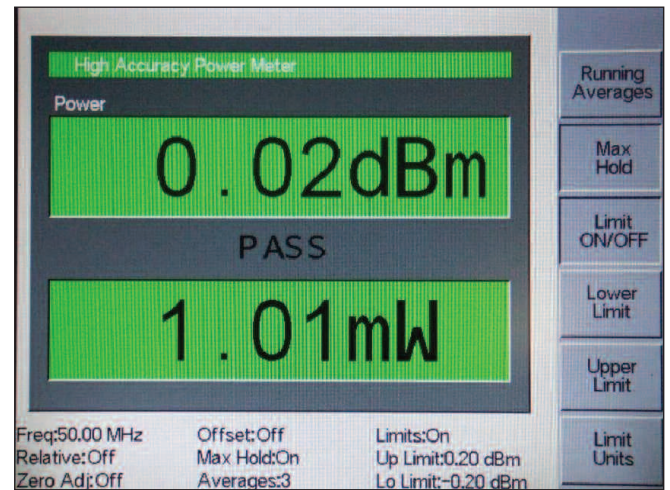 High Accuracy Power Meter
Power
0.02dBm
PASS
1.01mW
Running
Averages
Max
Hold
Limit
ON/OFF
Lower
Limit
Upper
Limit
Limit
Units
Freq:50.00 MHz Offset:Off Limits:On
Relative:Off Max Hold:On Up Limit:0.20 dBm
Zero Adj:Off Averages:3 Lo Limit:-0.20 dBm